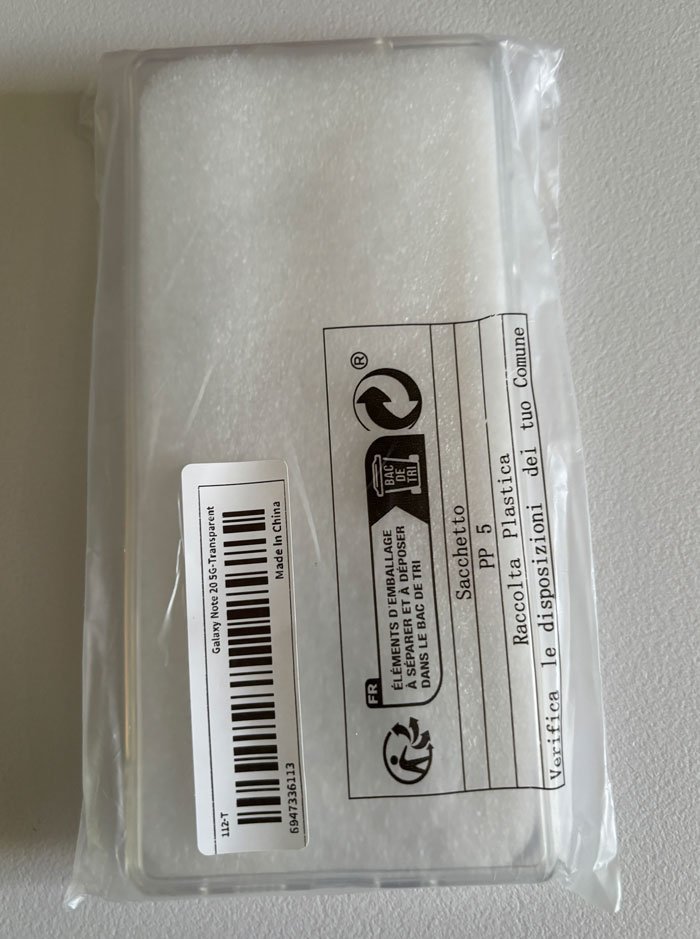 112-T
Galaxy Note 20 5G-Transparent
6947336113
Made In China
FR
ÉLÉMENTS D'EMBALLAGE
À SÉPARER ET À DÉPOSER
DANS LE BAC DE TRI
BAC
DE
TRI
®
Sacchetto
PP 5
Raccolta Plastica
Verifica le disposizioni del tuo Comune